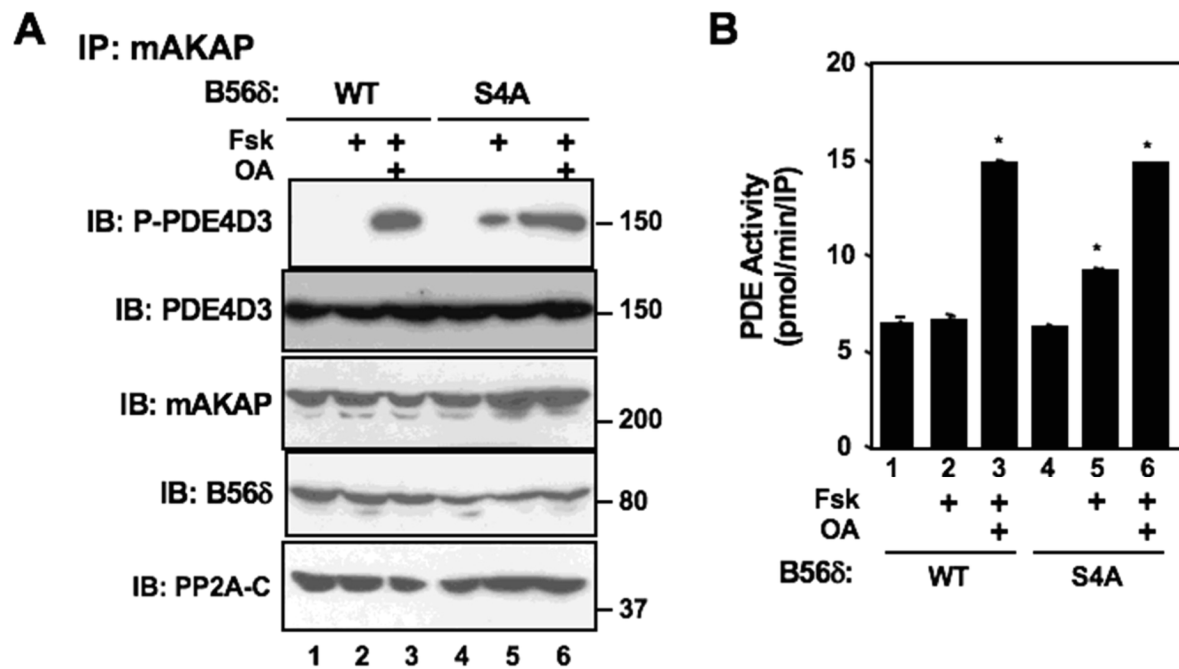 A
IP: mAKAP
B56δ: WT S4A
Fsk + + + +
OA + +
IB: P-PDE4D3 150
IB: PDE4D3 150
IB: mAKAP 200
IB: B56δ 80
IB: PP2A-C 37
1 2 3 4 5 6
B
PDE Activity
(pmol/min/IP)
20
15
10
5
0
* * *
1 2 3 4 5 6
Fsk + + + +
OA + +
B56δ: WT S4A